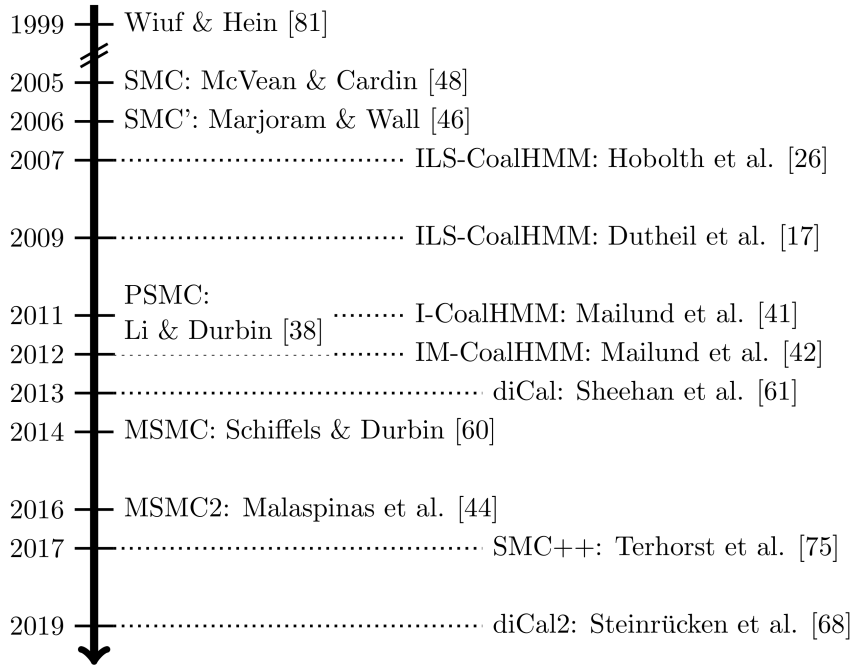 1999 Wiuf & Hein [81]
2005 SMC: McVean & Cardin [48]
2006 SMC': Marjoram & Wall [46]
2007 ILS-CoalHMM: Hobolth et al. [26]
2009 ILS-CoalHMM: Dutheil et al. [17]
PSMC:
2011 I-CoalHMM: Mailund et al. [41]
Li & Durbin [38]
2012 IM-CoalHMM: Mailund et al. [42]
2013 diCal: Sheehan et al. [61]
2014 MSMC: Schiffels & Durbin [60]
2016 MSMC2: Malaspinas et al. [44]
2017 SMC++: Terhorst et al. [75]
2019 diCal2: Steinrücken et al. [68]